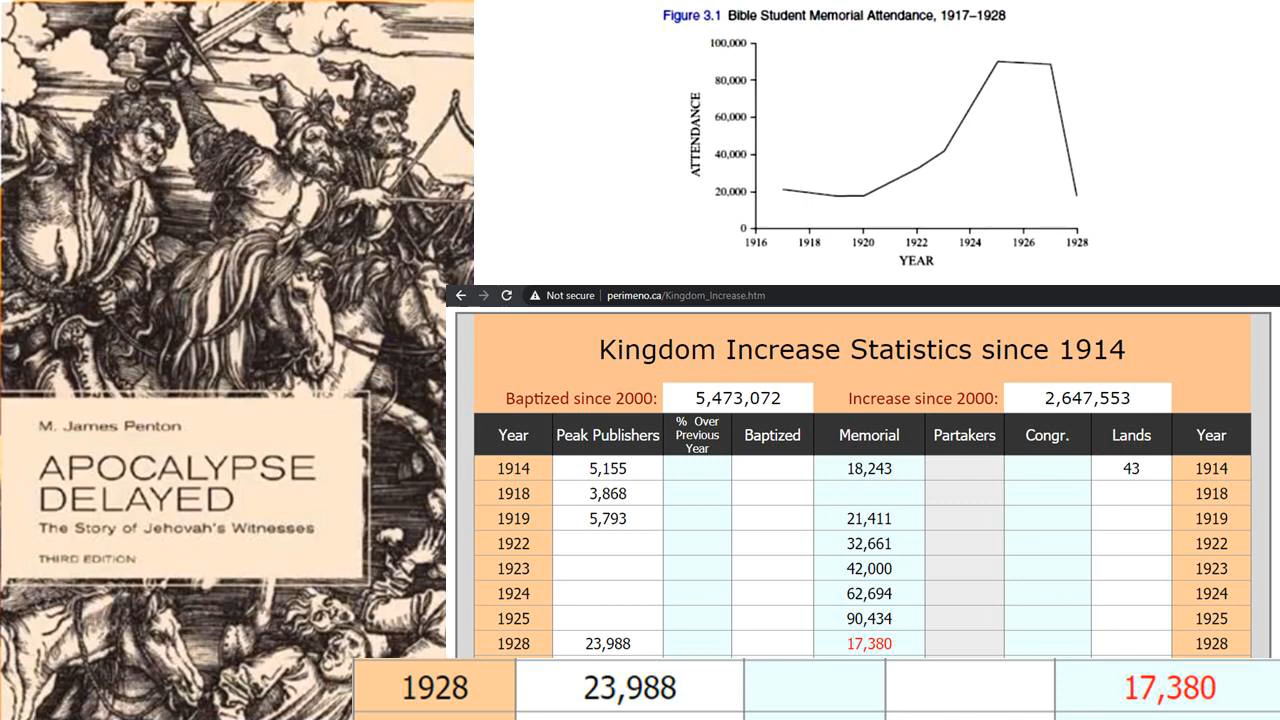 M. James Penton
APOCALYPSE
DELAYED
The Story of Jehovah's Witnesses
THIRD EDITION
Figure 3.1 Bible Student Memorial Attendance, 1917–1928
100,000
80,000
60,000
40,000
20,000
0
ATTENDANCE
1916 1918 1920 1922 1924 1926 1928
YEAR
Not secure | perimeno.ca/Kingdom_Increase.htm
Kingdom Increase Statistics since 1914
Baptized since 2000: 5,473,072 Increase since 2000: 2,647,553
Year Peak Publishers % Over Previous Year Baptized Memorial Partakers Congr. Lands Year
1914 5,155 18,243 43 1914
1918 3,868 1918
1919 5,793 21,411 1919
1922 32,661 1922
1923 42,000 1923
1924 62,694 1924
1925 90,434 1925
1928 23,988 17,380 1928
1928 23,988 17,380